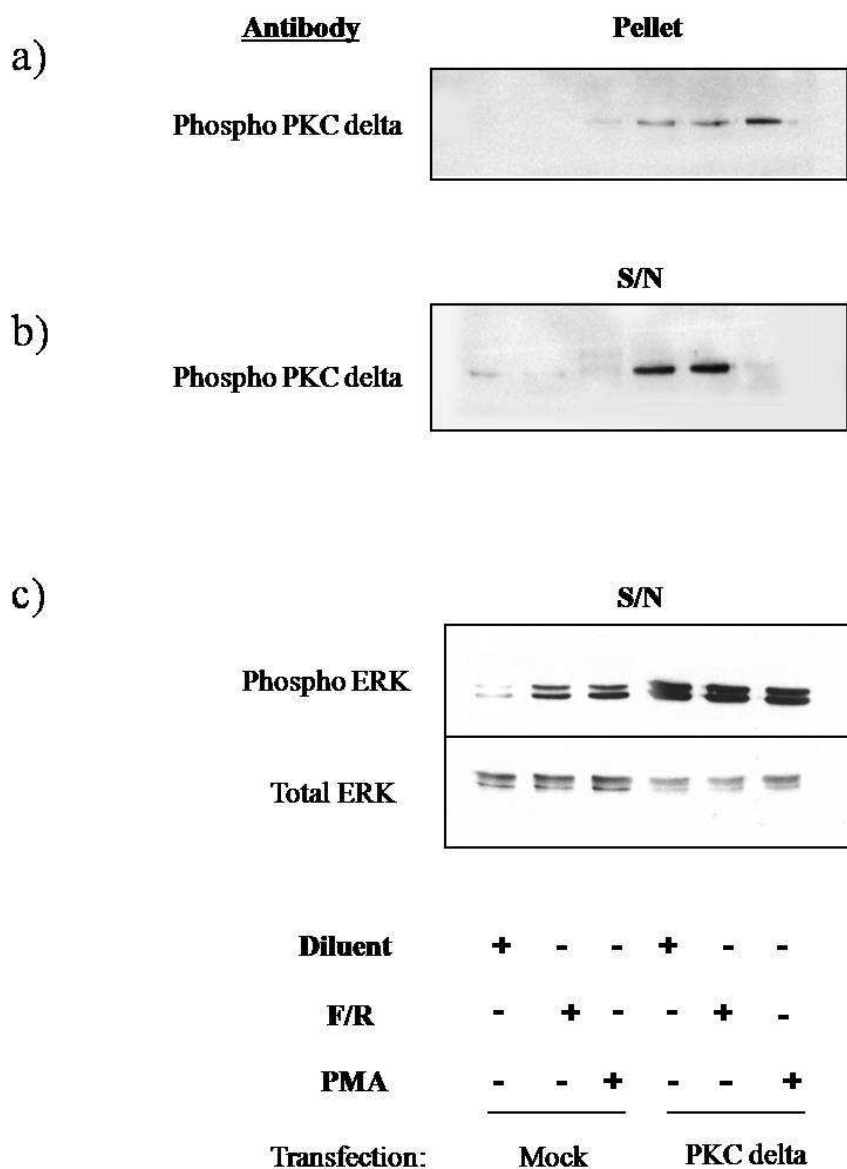 Antibody Pellet
a)
Phospho PKC delta
S/N
b)
Phospho PKC delta
c)
S/N
Phospho ERK
Total ERK
Diluent + - - + - -
F/R - + - - + -
PMA - - + - - +
Transfection: Mock PKC delta